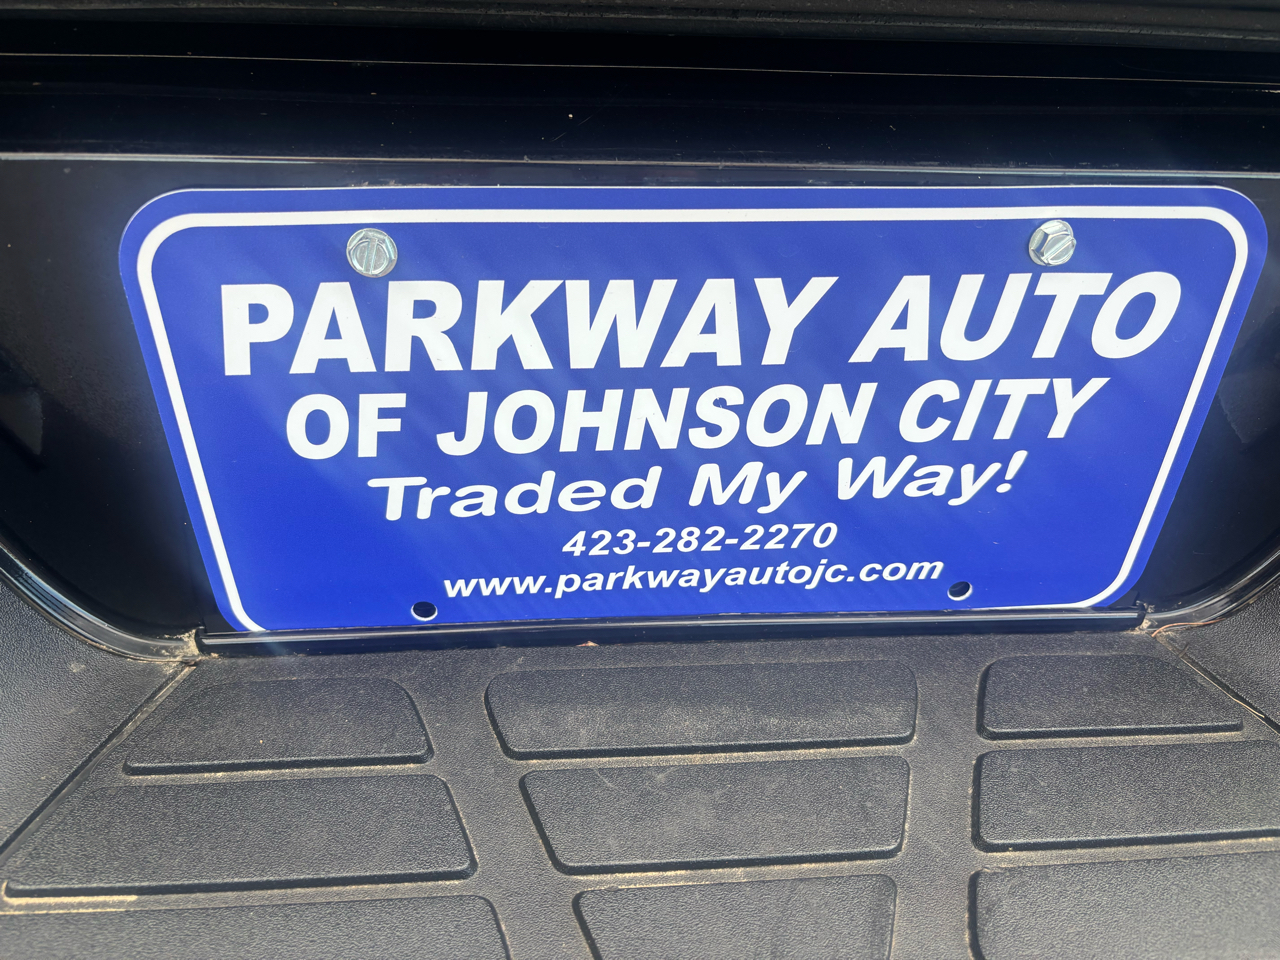 PARKWAY AUTO
OF JOHNSON CITY
Traded My Way!
423-282-2270
www.parkwayautojc.com